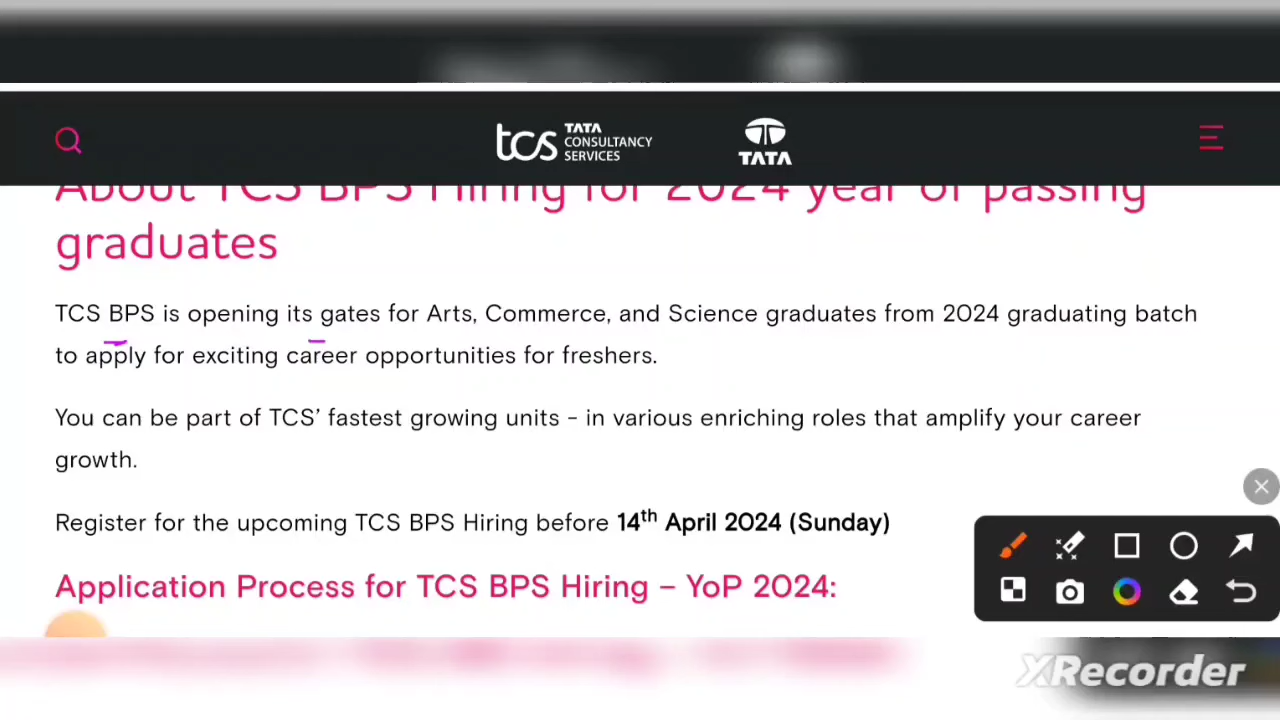 tcs TATA CONSULTANCY SERVICES
TATA
About TCS BPS Hiring for 2024 year of passing
graduates
TCS BPS is opening its gates for Arts, Commerce, and Science graduates from 2024 graduating batch
to apply for exciting career opportunities for freshers.
You can be part of TCS’ fastest growing units – in various enriching roles that amplify your career
growth.
Register for the upcoming TCS BPS Hiring before 14th April 2024 (Sunday)
Application Process for TCS BPS Hiring – YoP 2024:
XRecorder